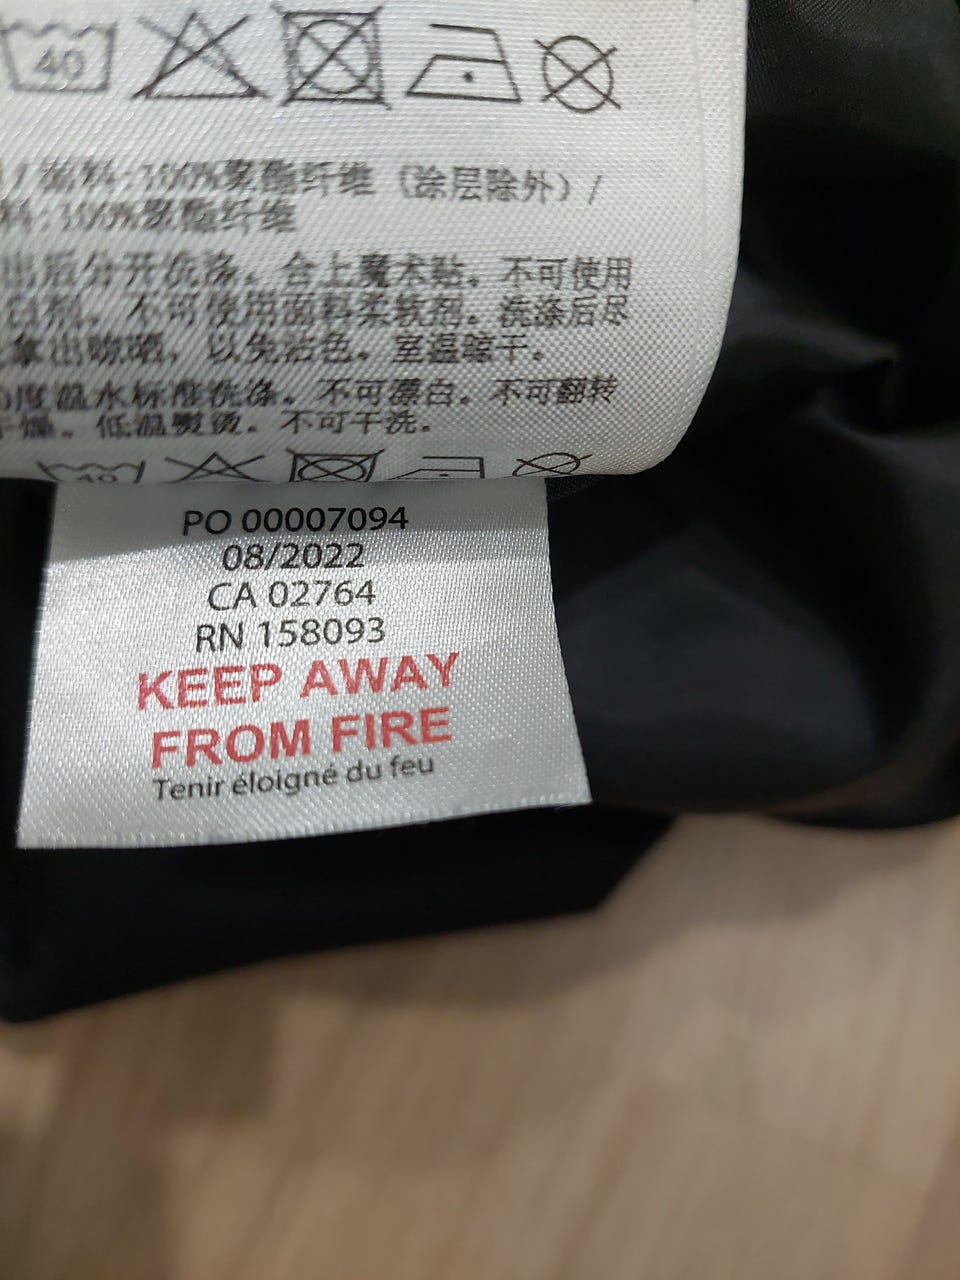 40
/ 面料:100%聚酯纤维 (涂层除外) /
料:100%聚酯纤维
出后分开洗涤。合上魔术贴。不可使用
白剂。不可使用面料柔软剂。洗涤后尽
拿出晾晒,以免沾色。室温晾干。
0度温水标准洗涤。不可漂白。不可翻转
干燥。低温熨烫。不可干洗。
40
PO 00007094
08/2022
CA 02764
RN 158093
KEEP AWAY
FROM FIRE
Tenir éloigné du feu